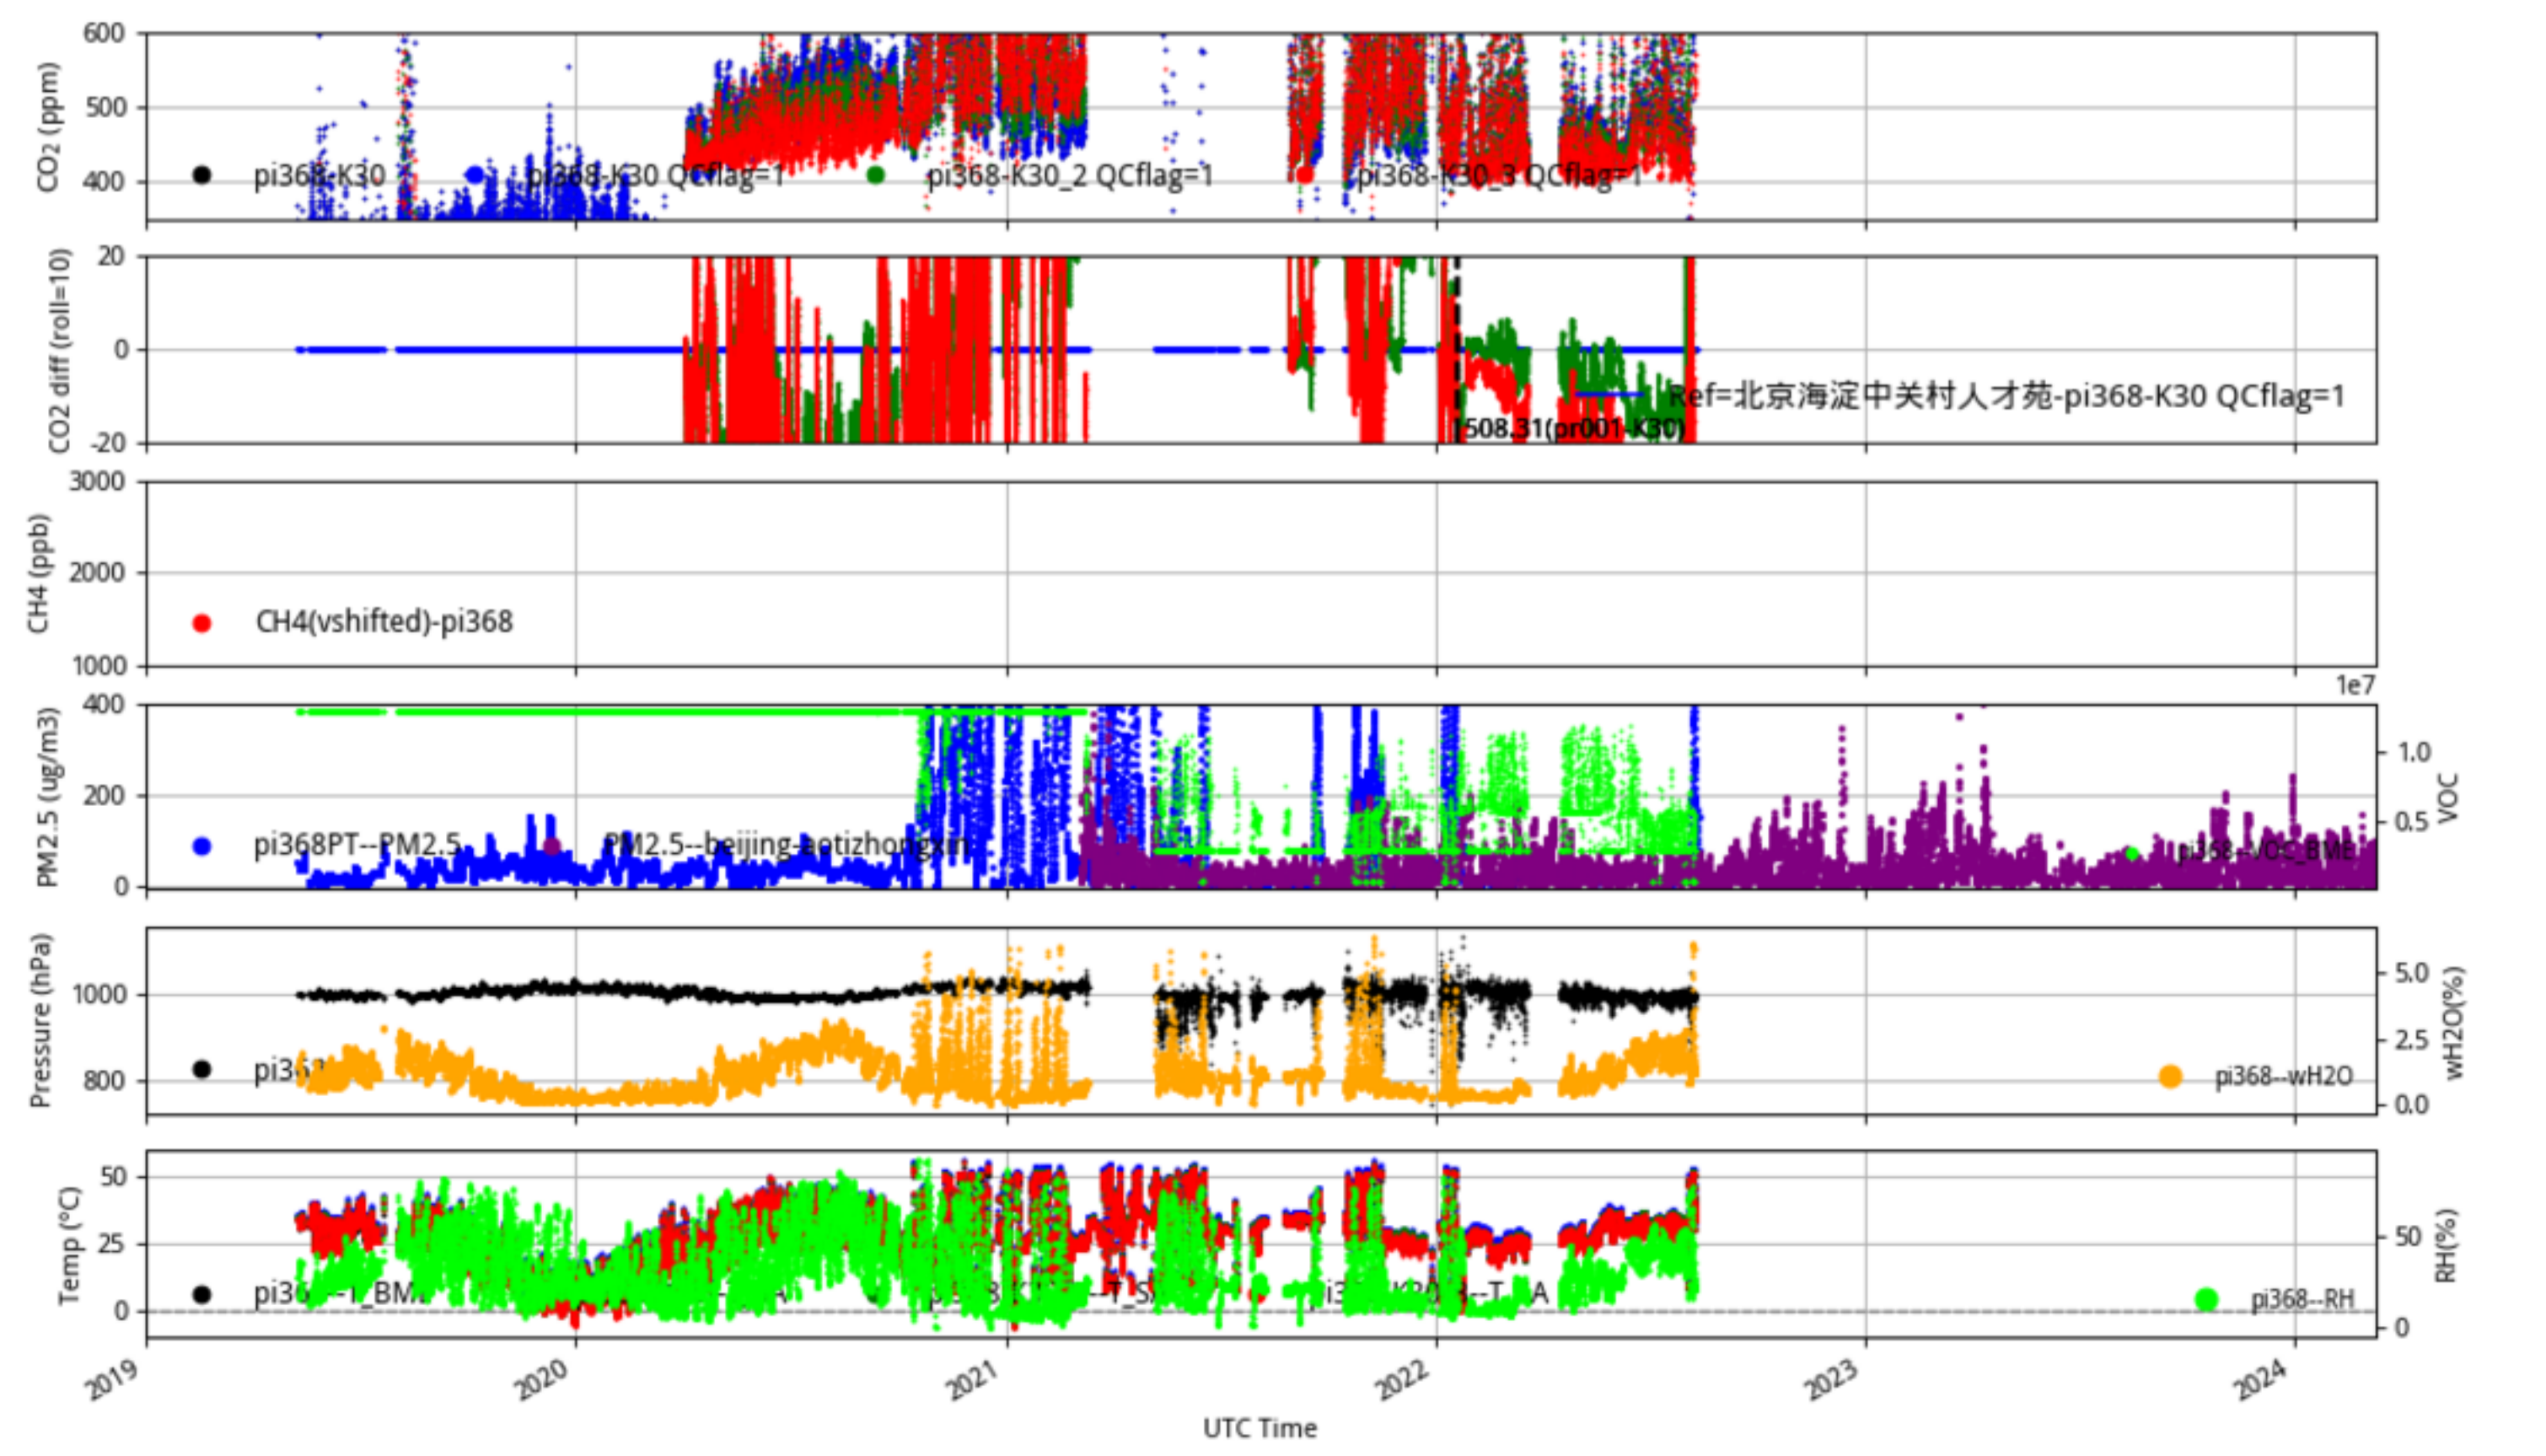 600
500
400
CO2 (ppm)
pi368-K30
pi368-K30 QCflag=1
pi368-K30_2 QCflag=1
pi368-K30_3 QCflag=1
20
0
-20
CO2 diff (roll=10)
Ref=北京海淀中关村人才苑-pi368-K30 QCflag=1
508.31(pr001-K30)
3000
2000
1000
CH4 (ppb)
CH4(vshifted)-pi368
1e7
400
200
0
PM2.5 (ug/m3)
pi368PT--PM2.5
PM2.5--beijing-aotizhongxin
1.0
0.5
VOC
pi368--VOC_BME
1000
800
Pressure (hPa)
5.0
2.5
0.0
wH2O(%)
pi368--wH2O
50
25
0
Temp (°C)
50
0
RH(%)
pi368--RH
2019
2020
2021
2022
2023
2024
UTC Time